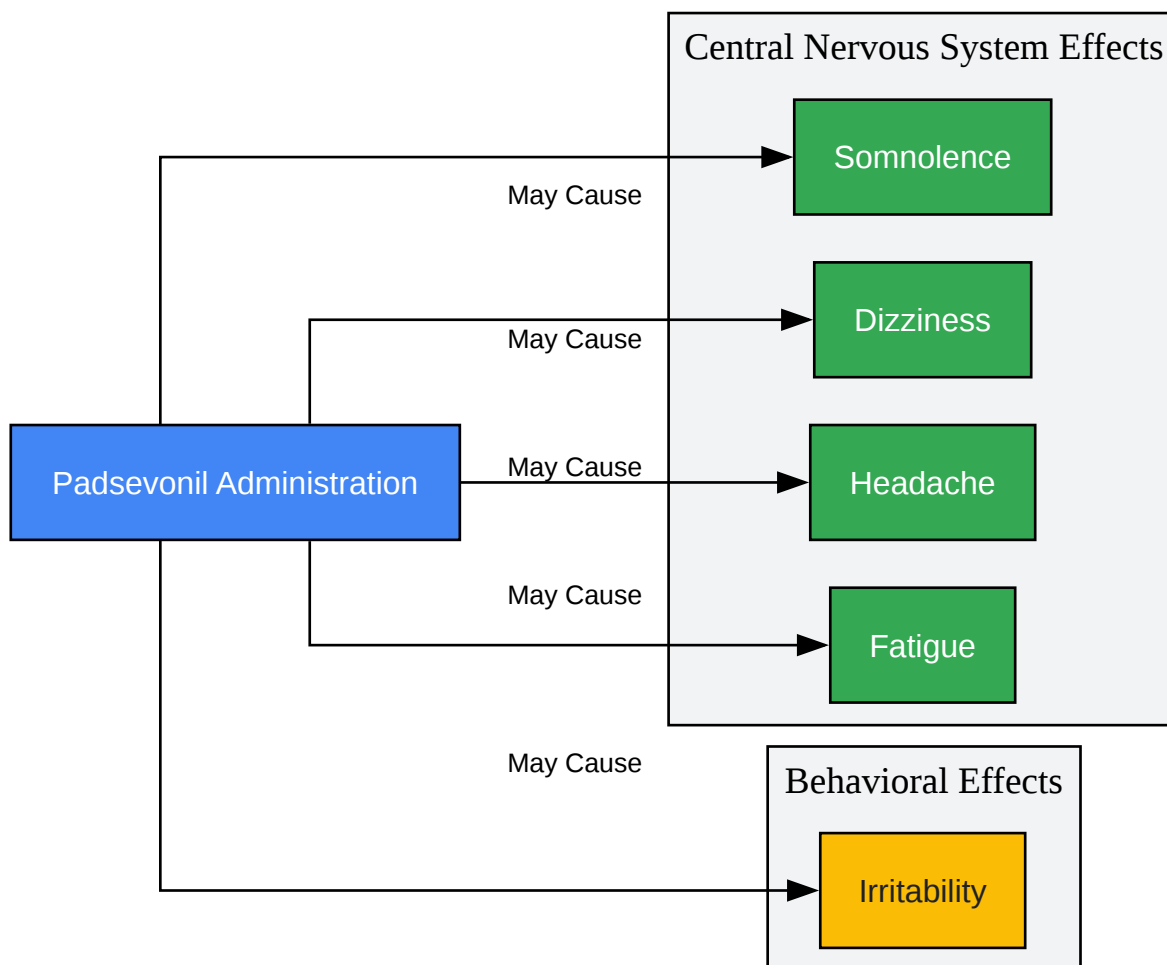 Central Nervous System Effects
Somnolence
May Cause
Dizziness
May Cause
Padsevonil Administration
May Cause
Headache
May Cause
Fatigue
May Cause
Behavioral Effects
Irritability